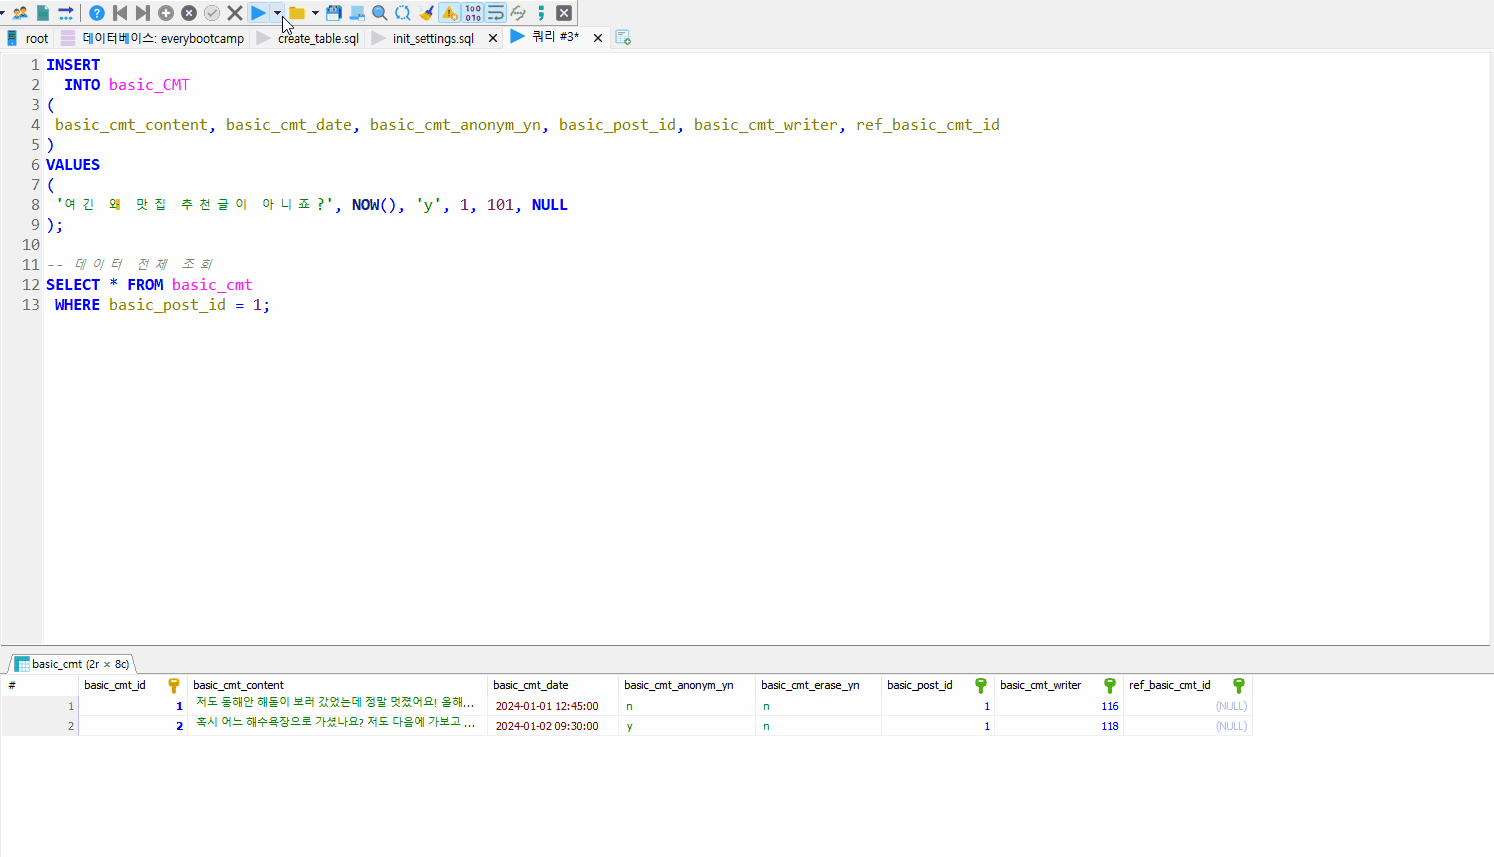 root 데이터베이스: everybootcamp create_table.sql init_settings.sql 쿼리 #3*
1 INSERT
2 INTO basic_CMT
3 (
4 basic_cmt_content, basic_cmt_date, basic_cmt_anonym_yn, basic_post_id, basic_cmt_writer, ref_basic_cmt_id
5 )
6 VALUES
7 (
8 '여긴 왜 맛집 추천글이 아니죠?', NOW(), 'y', 1, 101, NULL
9 );
10
11 -- 데이터 전체 조회
12 SELECT * FROM basic_cmt
13 WHERE basic_post_id = 1;
basic_cmt (2r × 8c)
# basic_cmt_id basic_cmt_content basic_cmt_date basic_cmt_anonym_yn basic_cmt_erase_yn basic_post_id basic_cmt_writer ref_basic_cmt_id
1 1 저도 동해안 해돋이 보러 갔었는데 정말 멋졌어요! 올해... 2024-01-01 12:45:00 n n 1 116 (NULL)
2 2 혹시 어느 해수욕장으로 가셨나요? 저도 다음에 가보고 ... 2024-01-02 09:30:00 y n 1 118 (NULL)